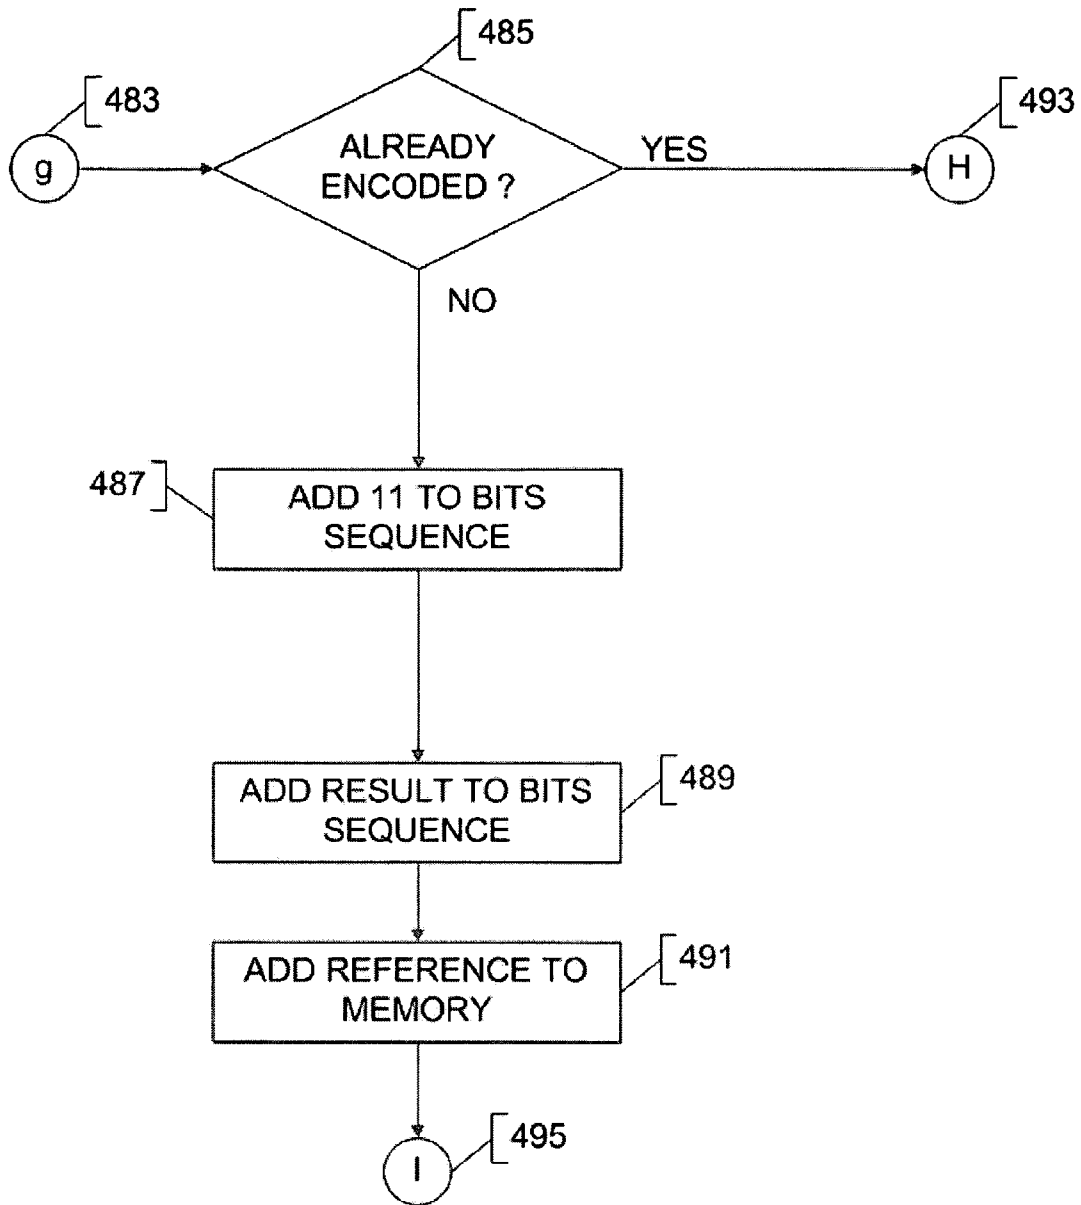 485
483
493
g
ALREADY
ENCODED ?
YES
H
NO
487
ADD 11 TO BITS
SEQUENCE
ADD RESULT TO BITS
SEQUENCE
489
ADD REFERENCE TO
MEMORY
491
I
495